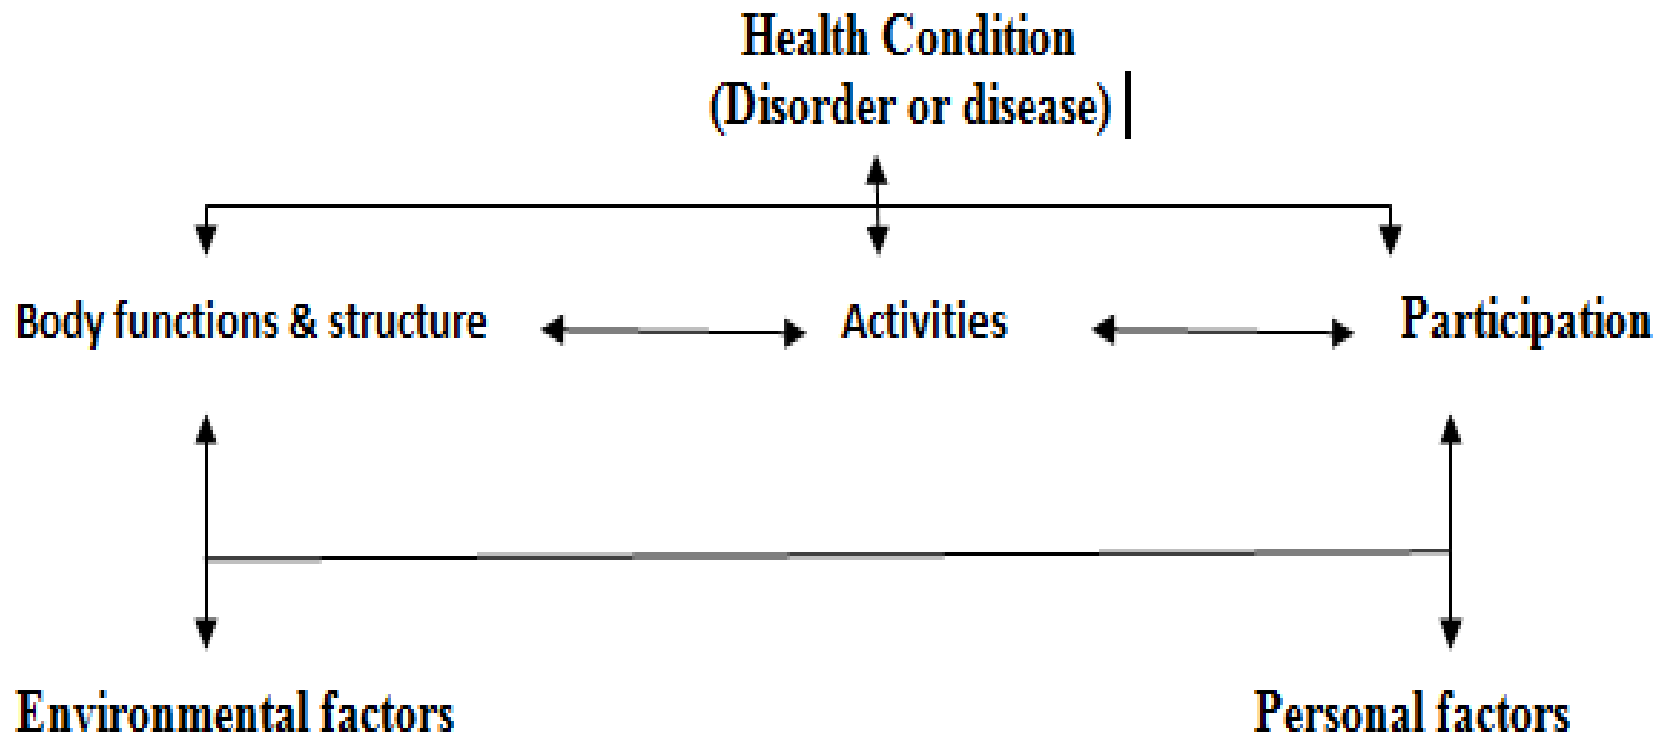 Health Condition
(Disorder or disease)
Body functions & structure
Activities
Participation
Environmental factors
Personal factors